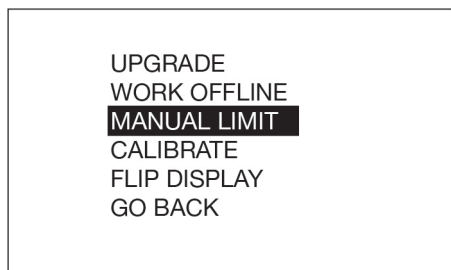 UPGRADE
WORK OFFLINE
MANUAL LIMIT
CALIBRATE
FLIP DISPLAY
GO BACK